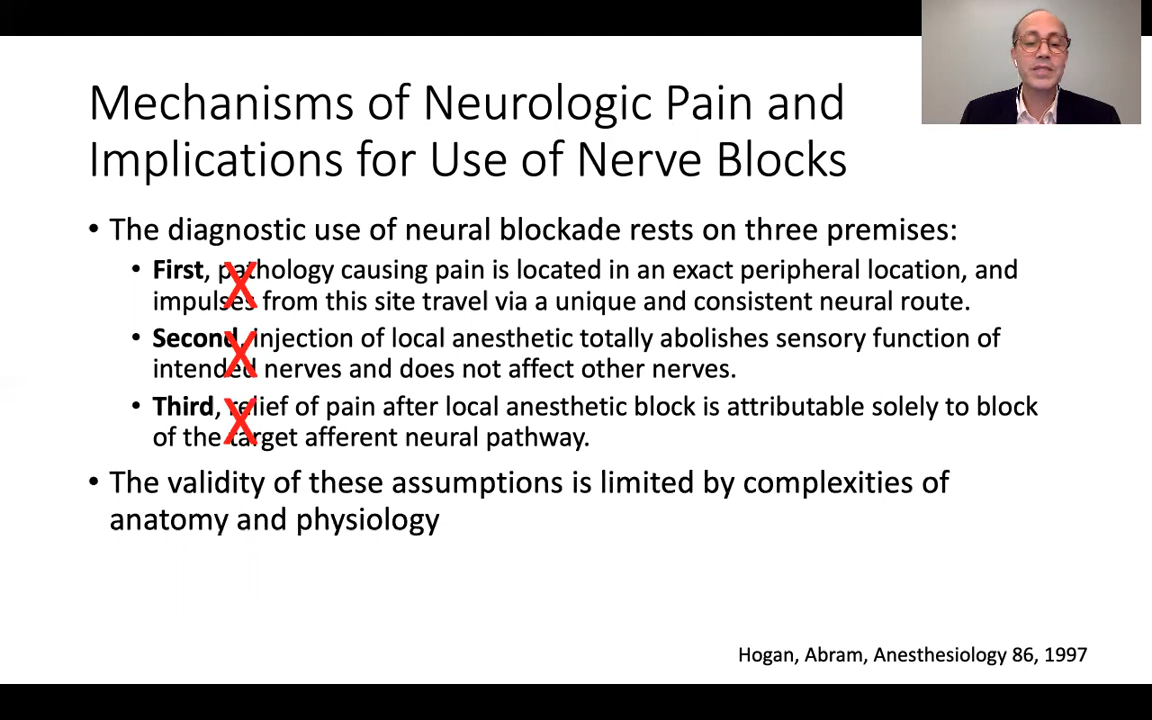 Mechanisms of Neurologic Pain and
Implications for Use of Nerve Blocks
• The diagnostic use of neural blockade rests on three premises:
• First, pathology causing pain is located in an exact peripheral location, and
impulses from this site travel via a unique and consistent neural route.
• Second, injection of local anesthetic totally abolishes sensory function of
intended nerves and does not affect other nerves.
• Third, relief of pain after local anesthetic block is attributable solely to block
of the target afferent neural pathway.
• The validity of these assumptions is limited by complexities of
anatomy and physiology
Hogan, Abram, Anesthesiology 86, 1997